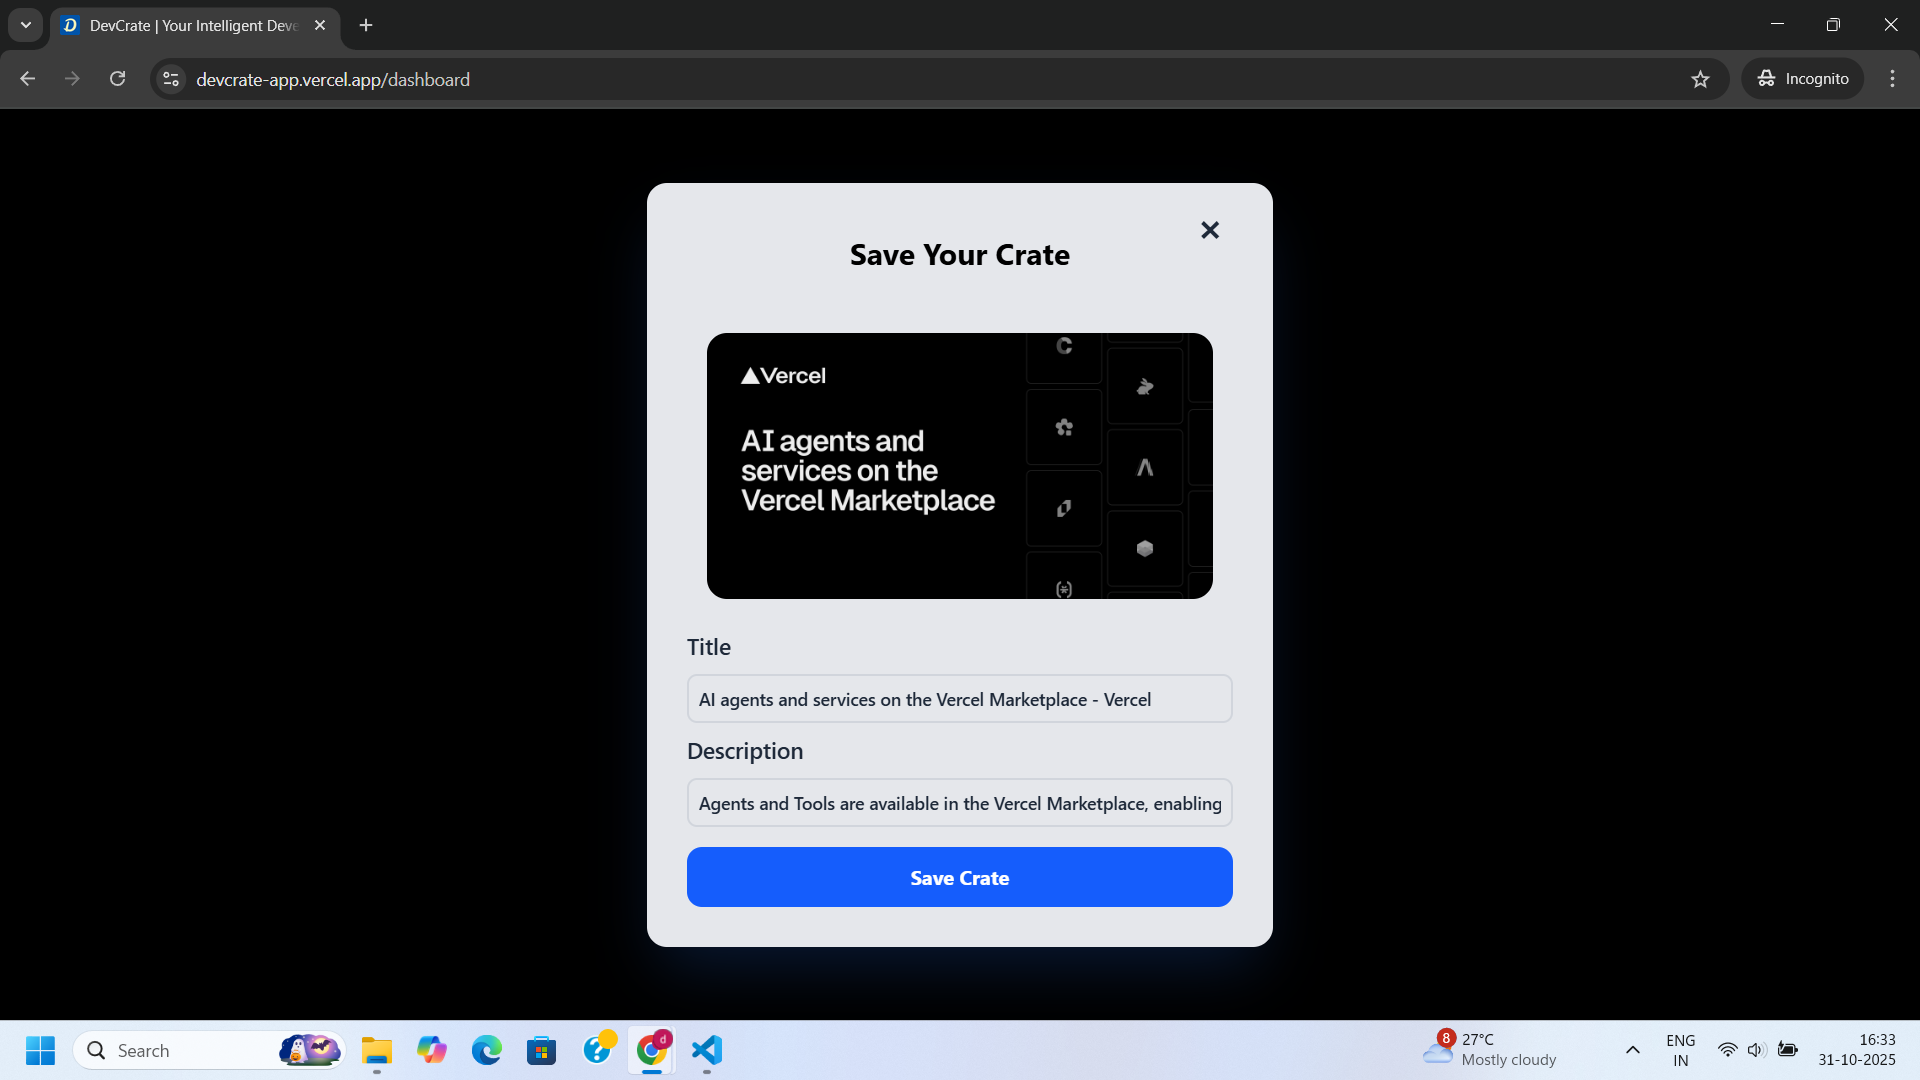 DevCrate | Your Intelligent Deve
devcrate-app.vercel.app/dashboard
Incognito
Save Your Crate
Vercel
AI agents and
services on the
Vercel Marketplace
Title
AI agents and services on the Vercel Marketplace - Vercel
Description
Agents and Tools are available in the Vercel Marketplace, enabling
Save Crate
Search
d
8
27°C
Mostly cloudy
ENG
IN
16:33
31-10-2025